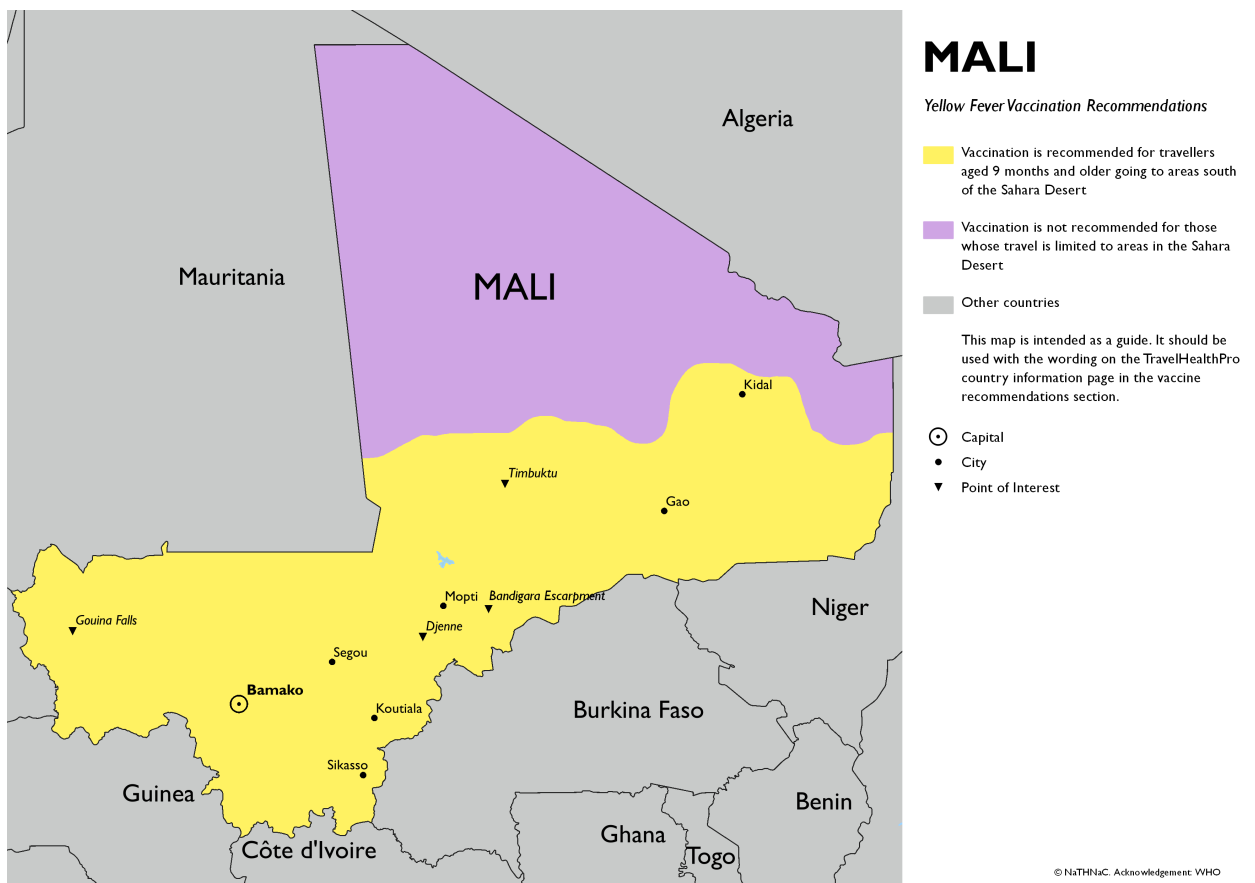 MALI
Yellow Fever Vaccination Recommendations
Vaccination is recommended for travellers
aged 9 months and older going to areas south
of the Sahara Desert
Vaccination is not recommended for those
whose travel is limited to areas in the Sahara
Desert
Other countries
This map is intended as a guide. It should be
used with the wording on the TravelHealthPro
country information page in the vaccine
recommendations section.
Capital
City
Point of Interest
Algeria
Mauritania
MALI
Kidal
Timbuktu
Gao
Mopti
Bandigara Escarpment
Niger
Gouina Falls
Djenne
Segou
Bamako
Koutiala
Burkina Faso
Sikasso
Guinea
Benin
Ghana
Côte d'Ivoire
Togo
© NaTHNaC. Acknowledgement: WHO